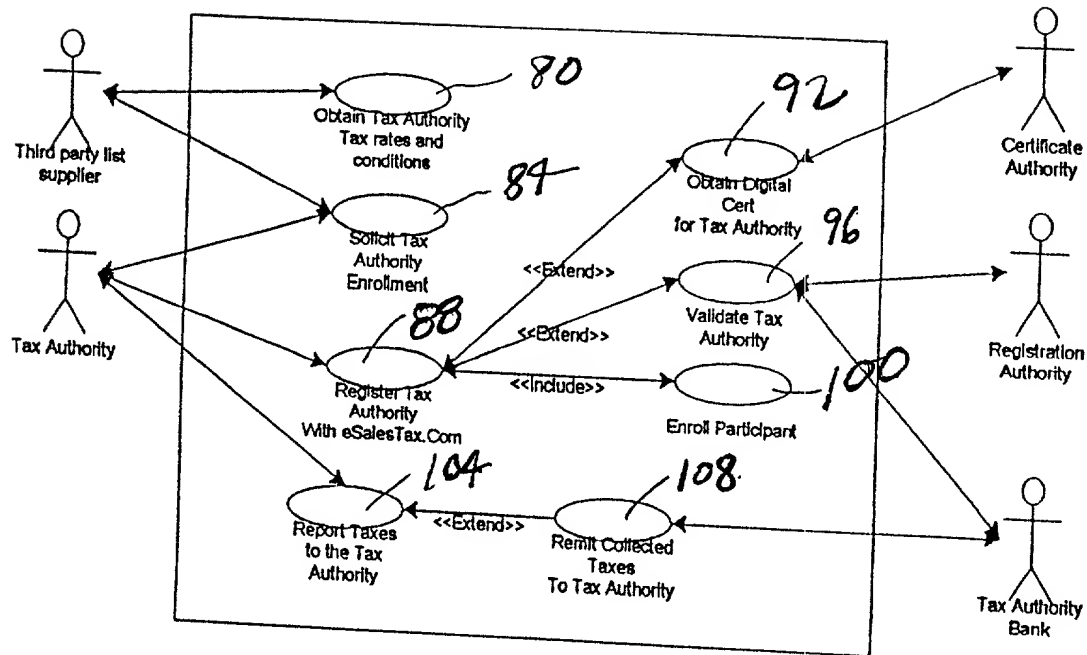 80
Obtain Tax Authority
Tax rates and
conditions
Third party list
supplier
92
Obtain Digital
Cert
for Tax Authority
Certificate
Authority
84
Solicit Tax
Authority
Enrollment
Tax Authority
<<Extend>>
96
Validate Tax
Authority
<<Extend>>
Registration
Authority
88
Register Tax
Authority
With eSalesTax.Com
<<Include>>
100
Enroll Participant
104
Report Taxes
to the Tax
Authority
<<Extend>>
108
Remit Collected
Taxes
To Tax Authority
Tax Authority
Bank